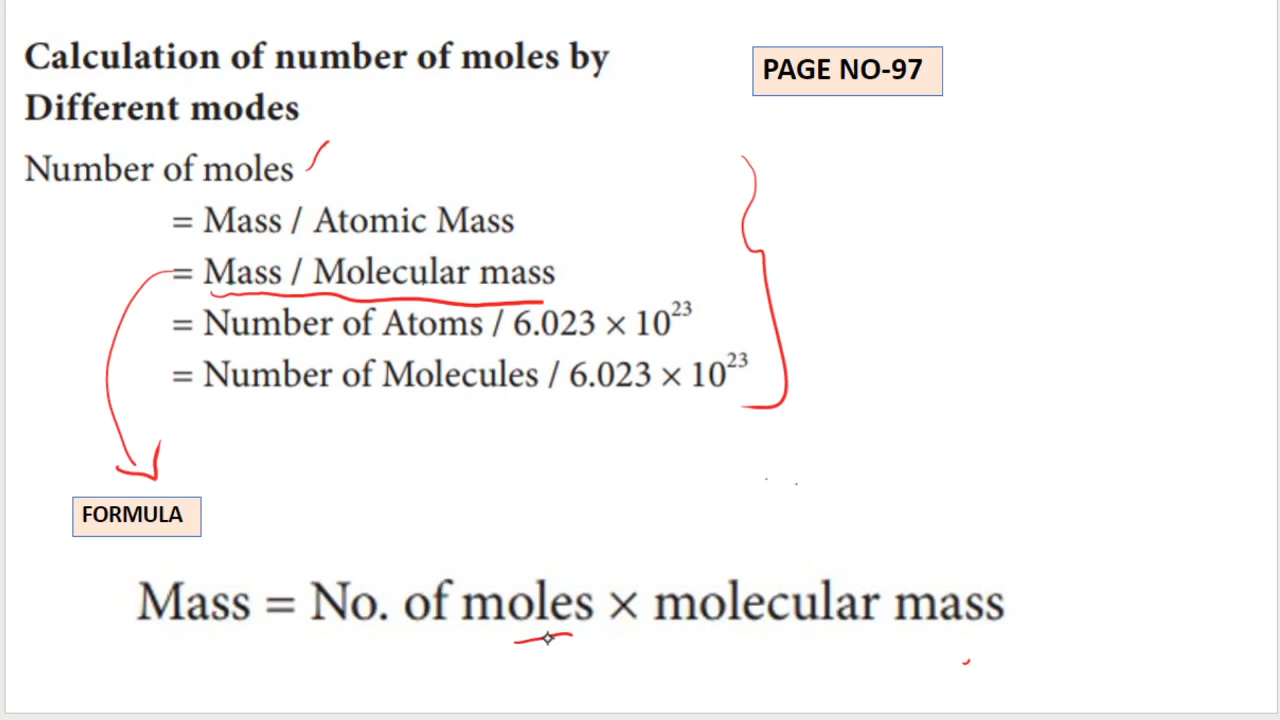 Calculation of number of moles by
Different modes
PAGE NO-97
Number of moles
= Mass / Atomic Mass
= Mass / Molecular mass
= Number of Atoms / 6.023 × 10²³
= Number of Molecules / 6.023 × 10²³
FORMULA
Mass = No. of moles × molecular mass